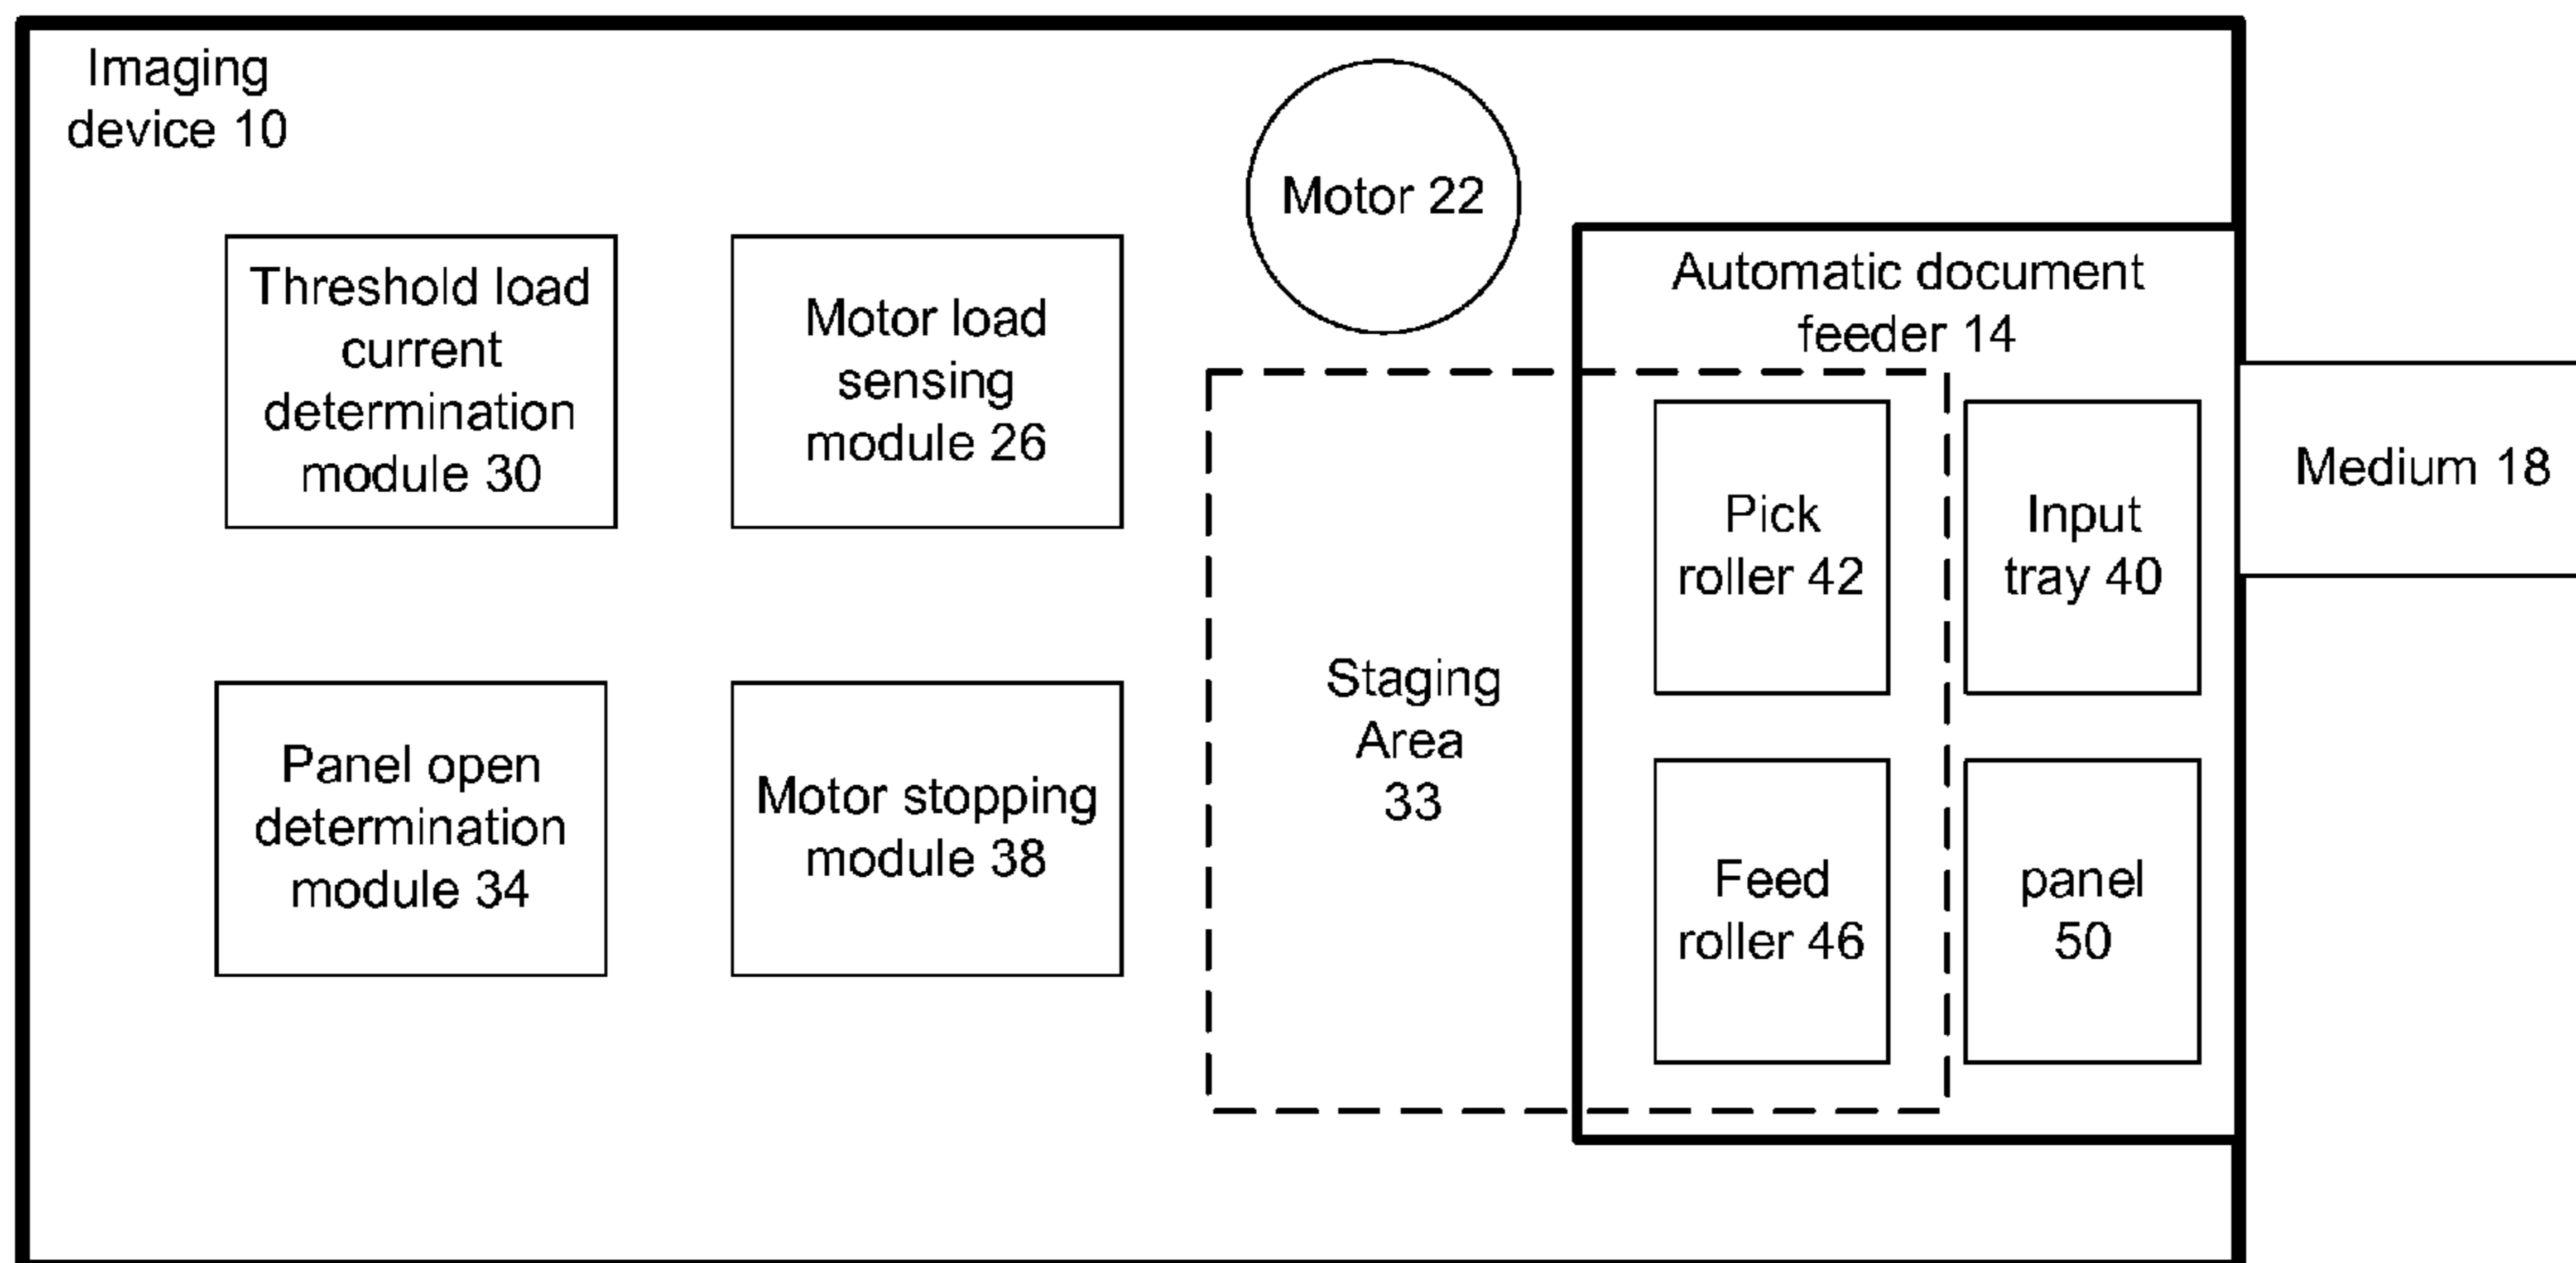 Imaging
device 10
Motor 22
Threshold load
current
determination
module 30
Motor load
sensing
module 26
Automatic document
feeder 14
Pick
roller 42
Input
tray 40
Medium 18
Staging
Area
33
Panel open
determination
module 34
Motor stopping
module 38
Feed
roller 46
panel
50